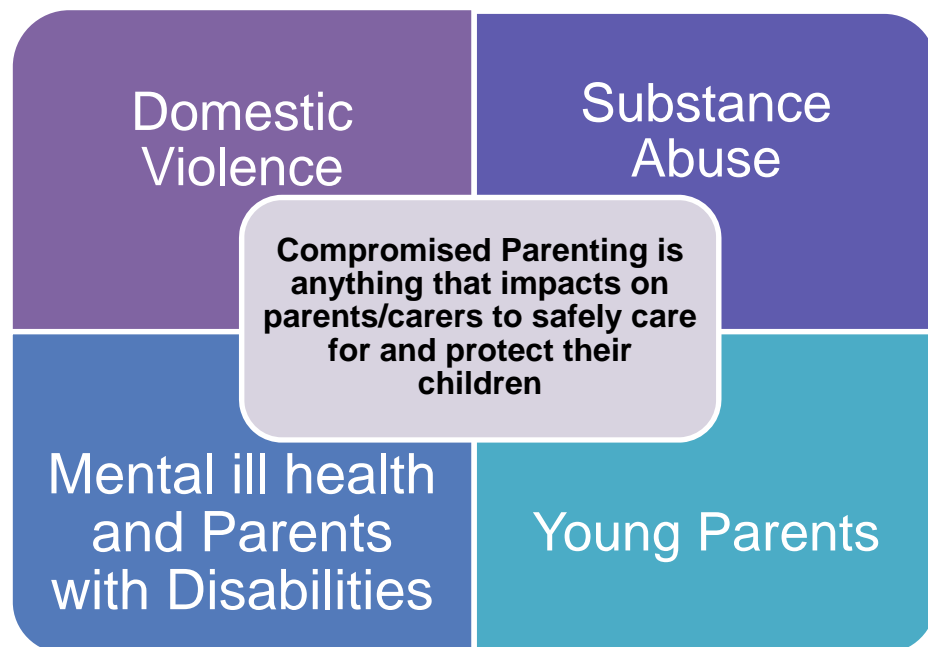 Domestic
Violence
Substance
Abuse
Compromised Parenting is
anything that impacts on
parents/carers to safely care
for and protect their
children
Mental ill health
and Parents
with Disabilities
Young Parents